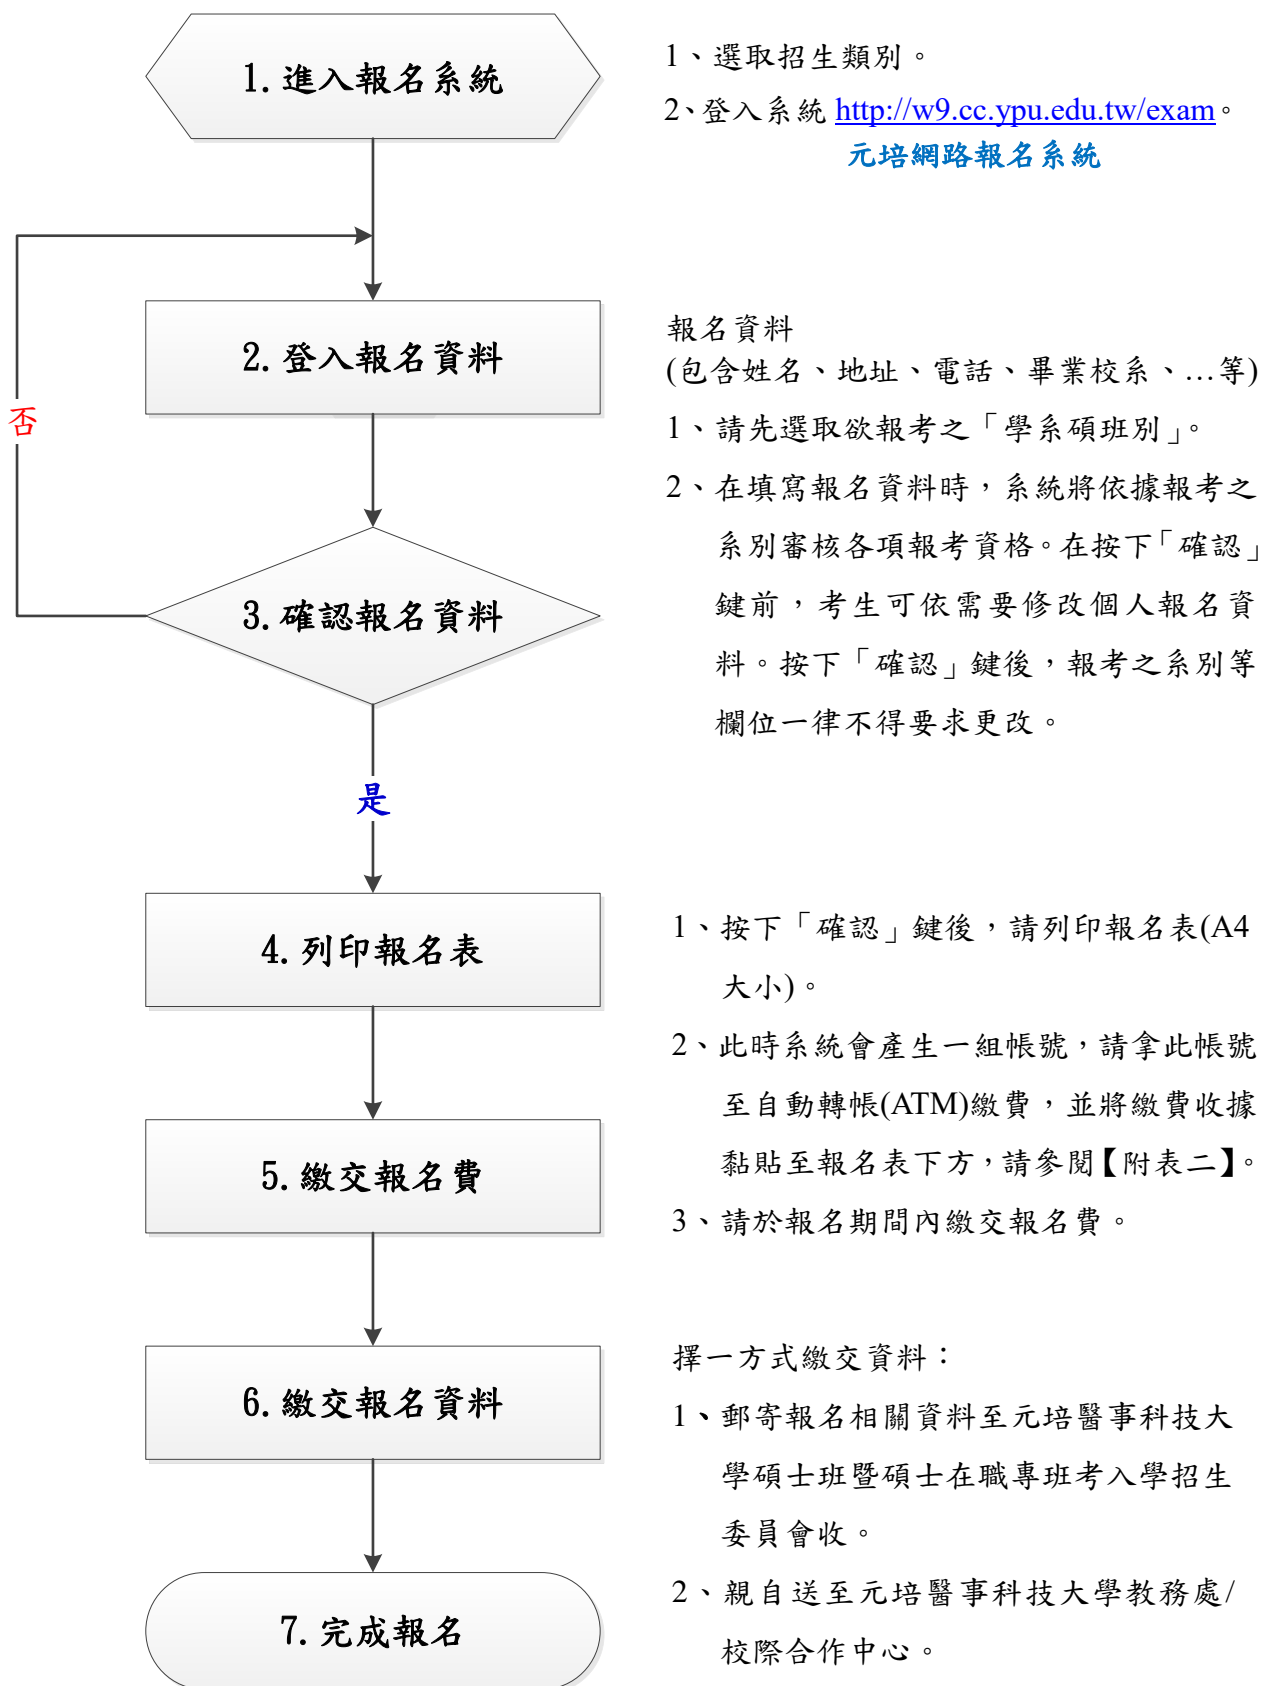 1.進入報名系統
1、選取招生類別。
2、登入系統 http://w9.cc.ypu.edu.tw/exam。
元培網路報名系統
2.登入報名資料
報名資料
(包含姓名、地址、電話、畢業校系、…等)
1、請先選取欲報考之「學系碩班別」。
2、在填寫報名資料時，系統將依據報考之
系別審核各項報考資格。在按下「確認」
鍵前，考生可依需要修改個人報名資
料。按下「確認」鍵後，報考之系別等
欄位一律不得要求更改。
否
3.確認報名資料
是
4.列印報名表
1、按下「確認」鍵後，請列印報名表(A4
大小)。
2、此時系統會產生一組帳號，請拿此帳號
至自動轉帳(ATM)繳費，並將繳費收據
黏貼至報名表下方，請參閱【附表二】。
3、請於報名期間內繳交報名費。
5.繳交報名費
6.繳交報名資料
擇一方式繳交資料：
1、郵寄報名相關資料至元培醫事科技大
學碩士班暨碩士在職專班考入學招生
委員會收。
2、親自送至元培醫事科技大學教務處/
校際合作中心。
7.完成報名